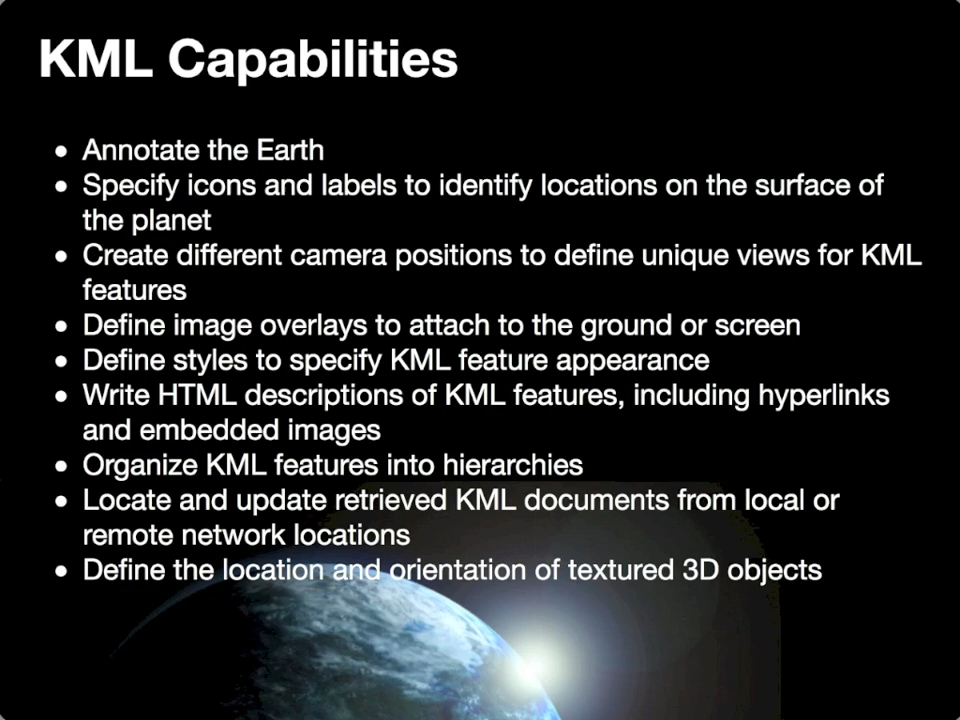 KML Capabilities
• Annotate the Earth
• Specify icons and labels to identify locations on the surface of
the planet
• Create different camera positions to define unique views for KML
features
• Define image overlays to attach to the ground or screen
• Define styles to specify KML feature appearance
• Write HTML descriptions of KML features, including hyperlinks
and embedded images
• Organize KML features into hierarchies
• Locate and update retrieved KML documents from local or
remote network locations
• Define the location and orientation of textured 3D objects